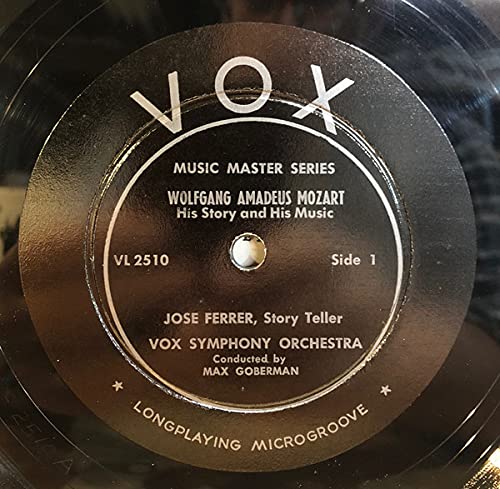 VOX
MUSIC MASTER SERIES
WOLFGANG AMADEUS MOZART
His Story and His Music
VL 2510 Side 1
JOSE FERRER, Story Teller
VOX SYMPHONY ORCHESTRA
Conducted by
MAX GOBERMAN
★ LONGPLAYING MICROGROOVE ★